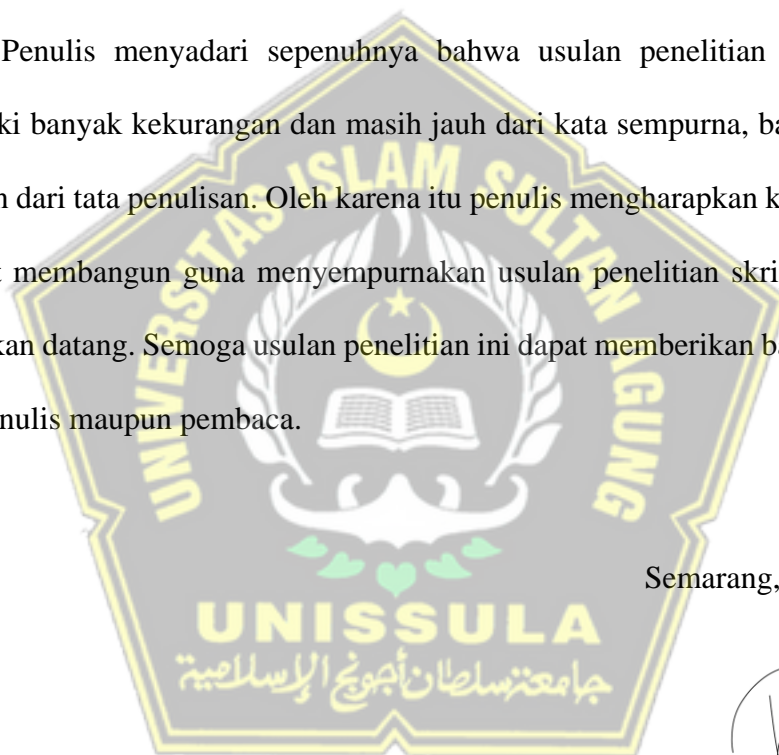 Penulis menyadari sepenuhnya bahwa usulan penelitian
ki banyak kekurangan dan masih jauh dari kata sempurna, ba
n dari tata penulisan. Oleh karena itu penulis mengharapkan k
t membangun guna menyempurnakan usulan penelitian skri
kan datang. Semoga usulan penelitian ini dapat memberikan b
nulis maupun pembaca.
UNIVERSITAS ISLAM SULTAN AGUNG
Semarang,
UNISSULA
جامعة سلطان أجونج الإسلامية